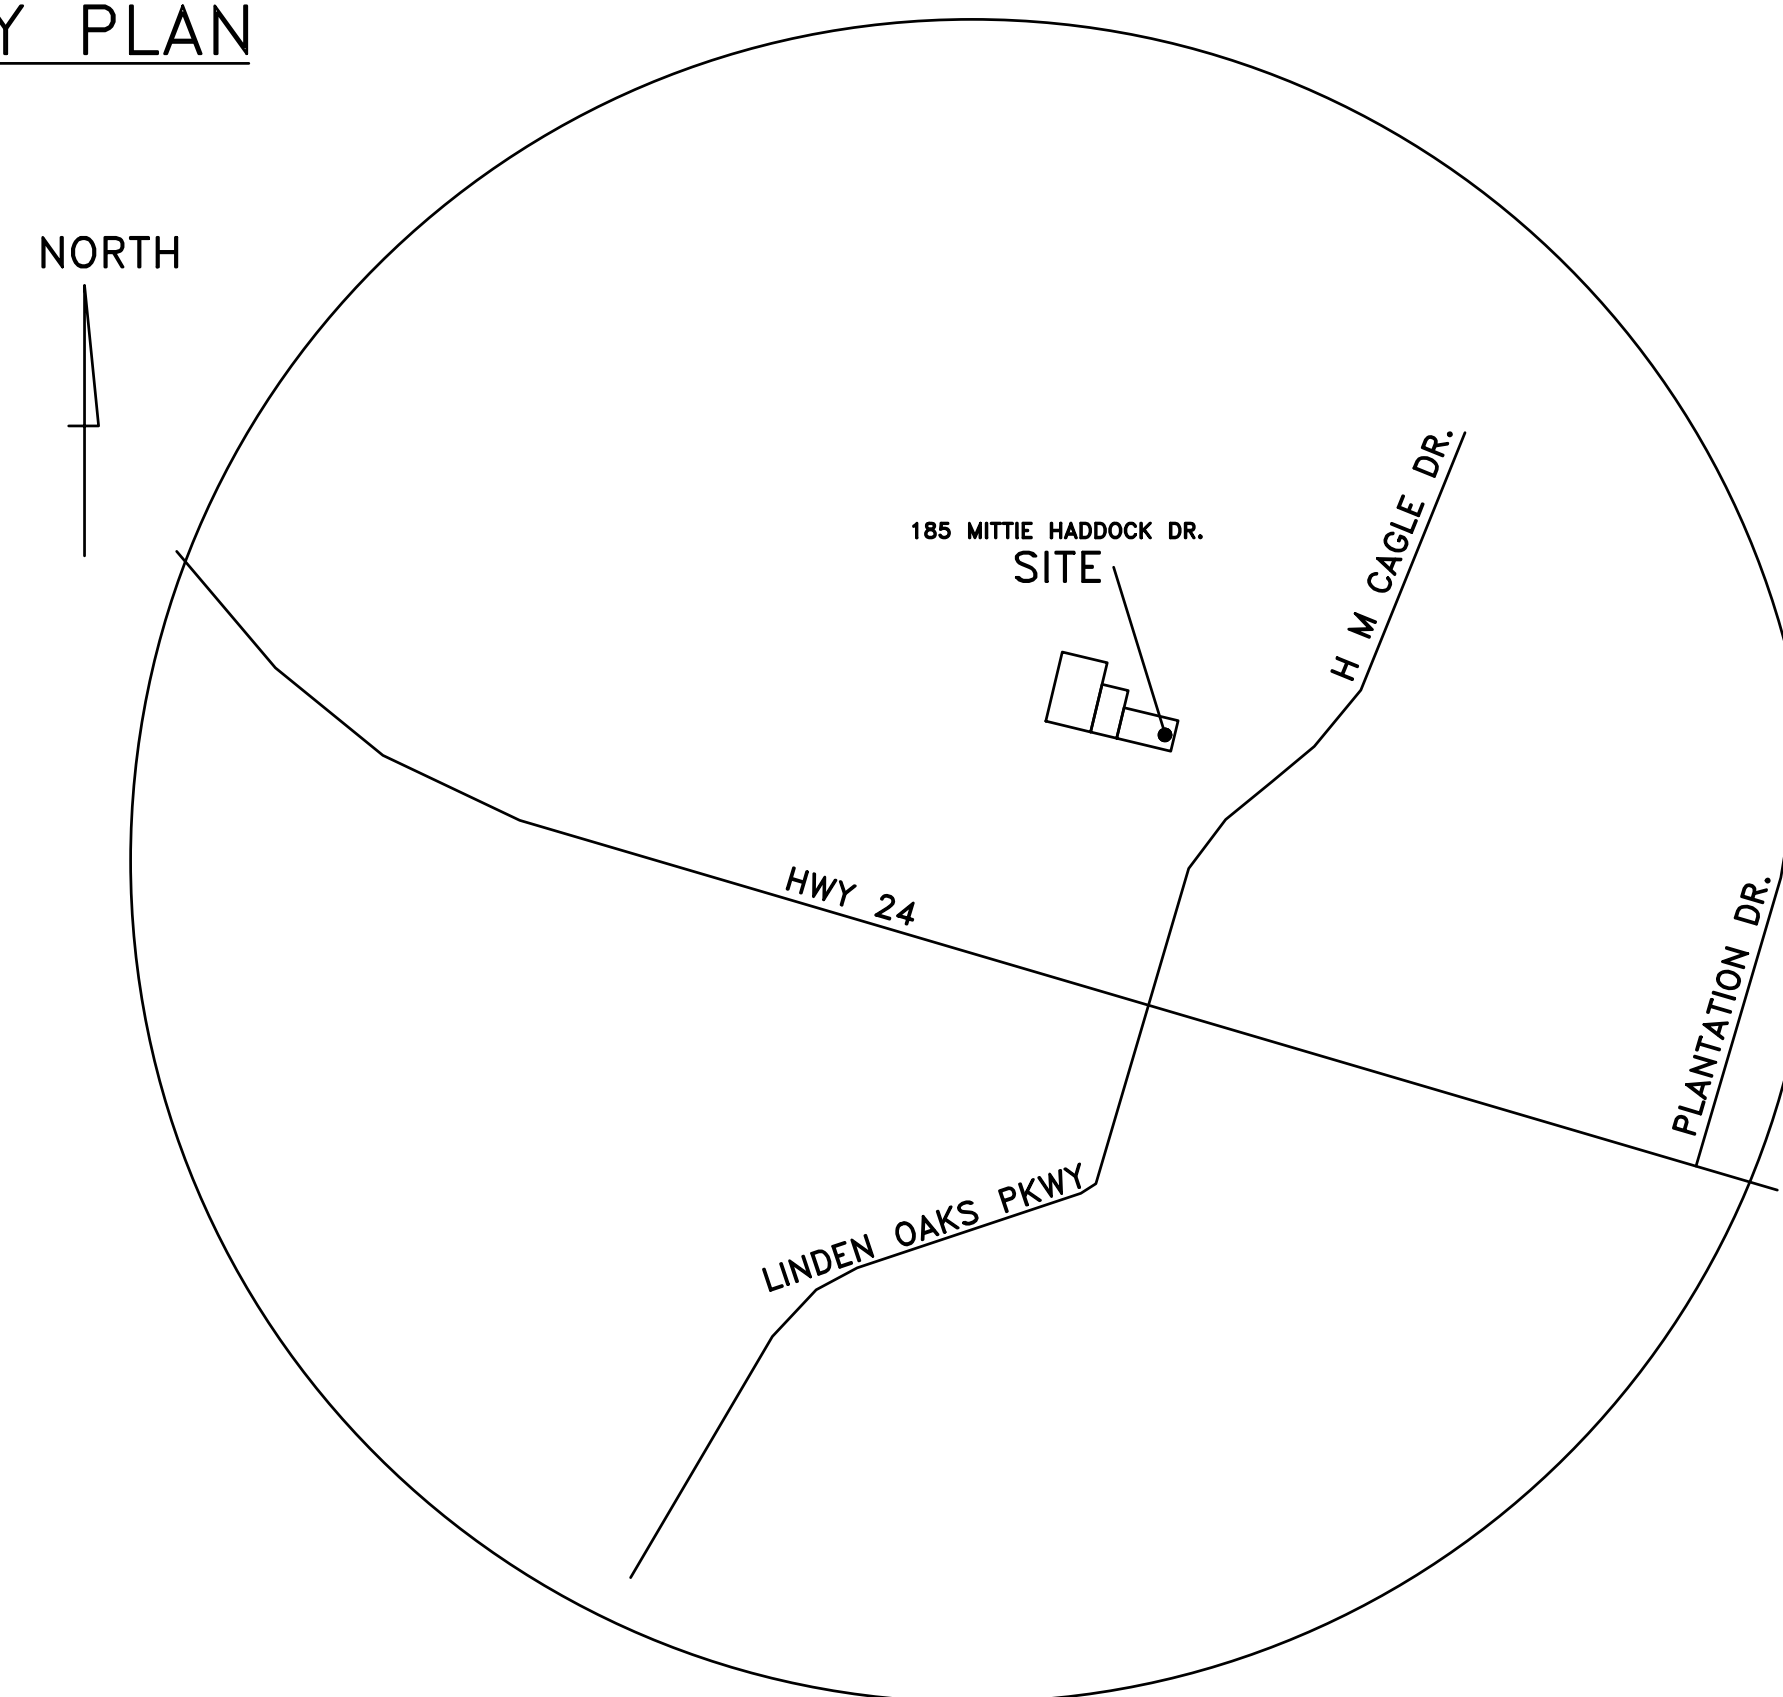 Y PLAN
NORTH
185 MITTIE HADDOCK DR.
SITE
H M CAGLE DR.
HWY 24
PLANTATION DR.
LINDEN OAKS PKWY